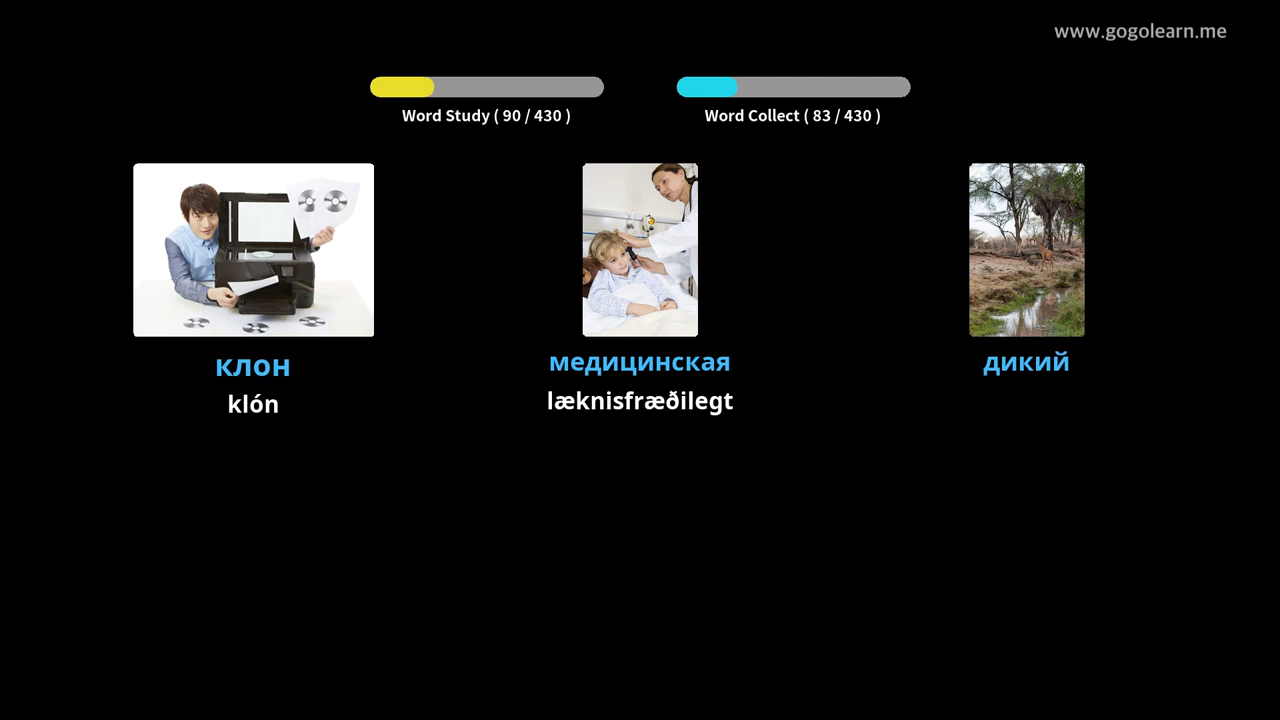 www.gogolearn.me
Word Study ( 90 / 430 )
Word Collect ( 83 / 430 )
клон
klón
медицинская
læknisfræðilegt
дикий